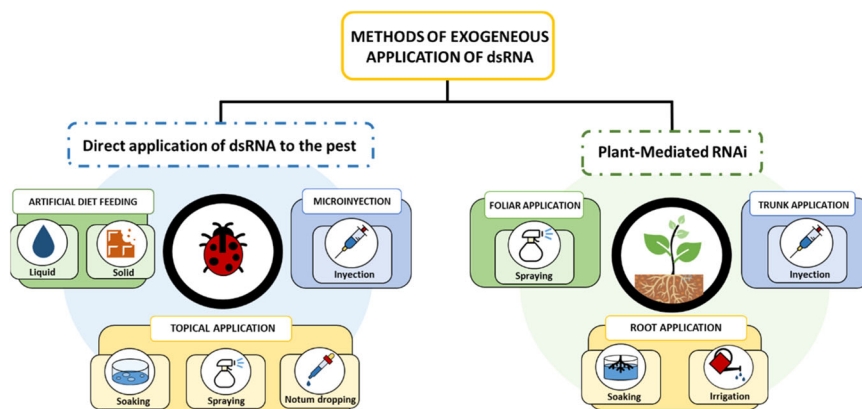 METHODS OF EXOGENEOUS
APPLICATION OF dsRNA
Direct application of dsRNA to the pest
Plant-Mediated RNAi
ARTIFICIAL DIET FEEDING
Liquid
Solid
MICROINYECTION
Inyection
TOPICAL APPLICATION
Soaking
Spraying
Notum dropping
FOLIAR APPLICATION
Spraying
TRUNK APPLICATION
Inyection
ROOT APPLICATION
Soaking
Irrigation